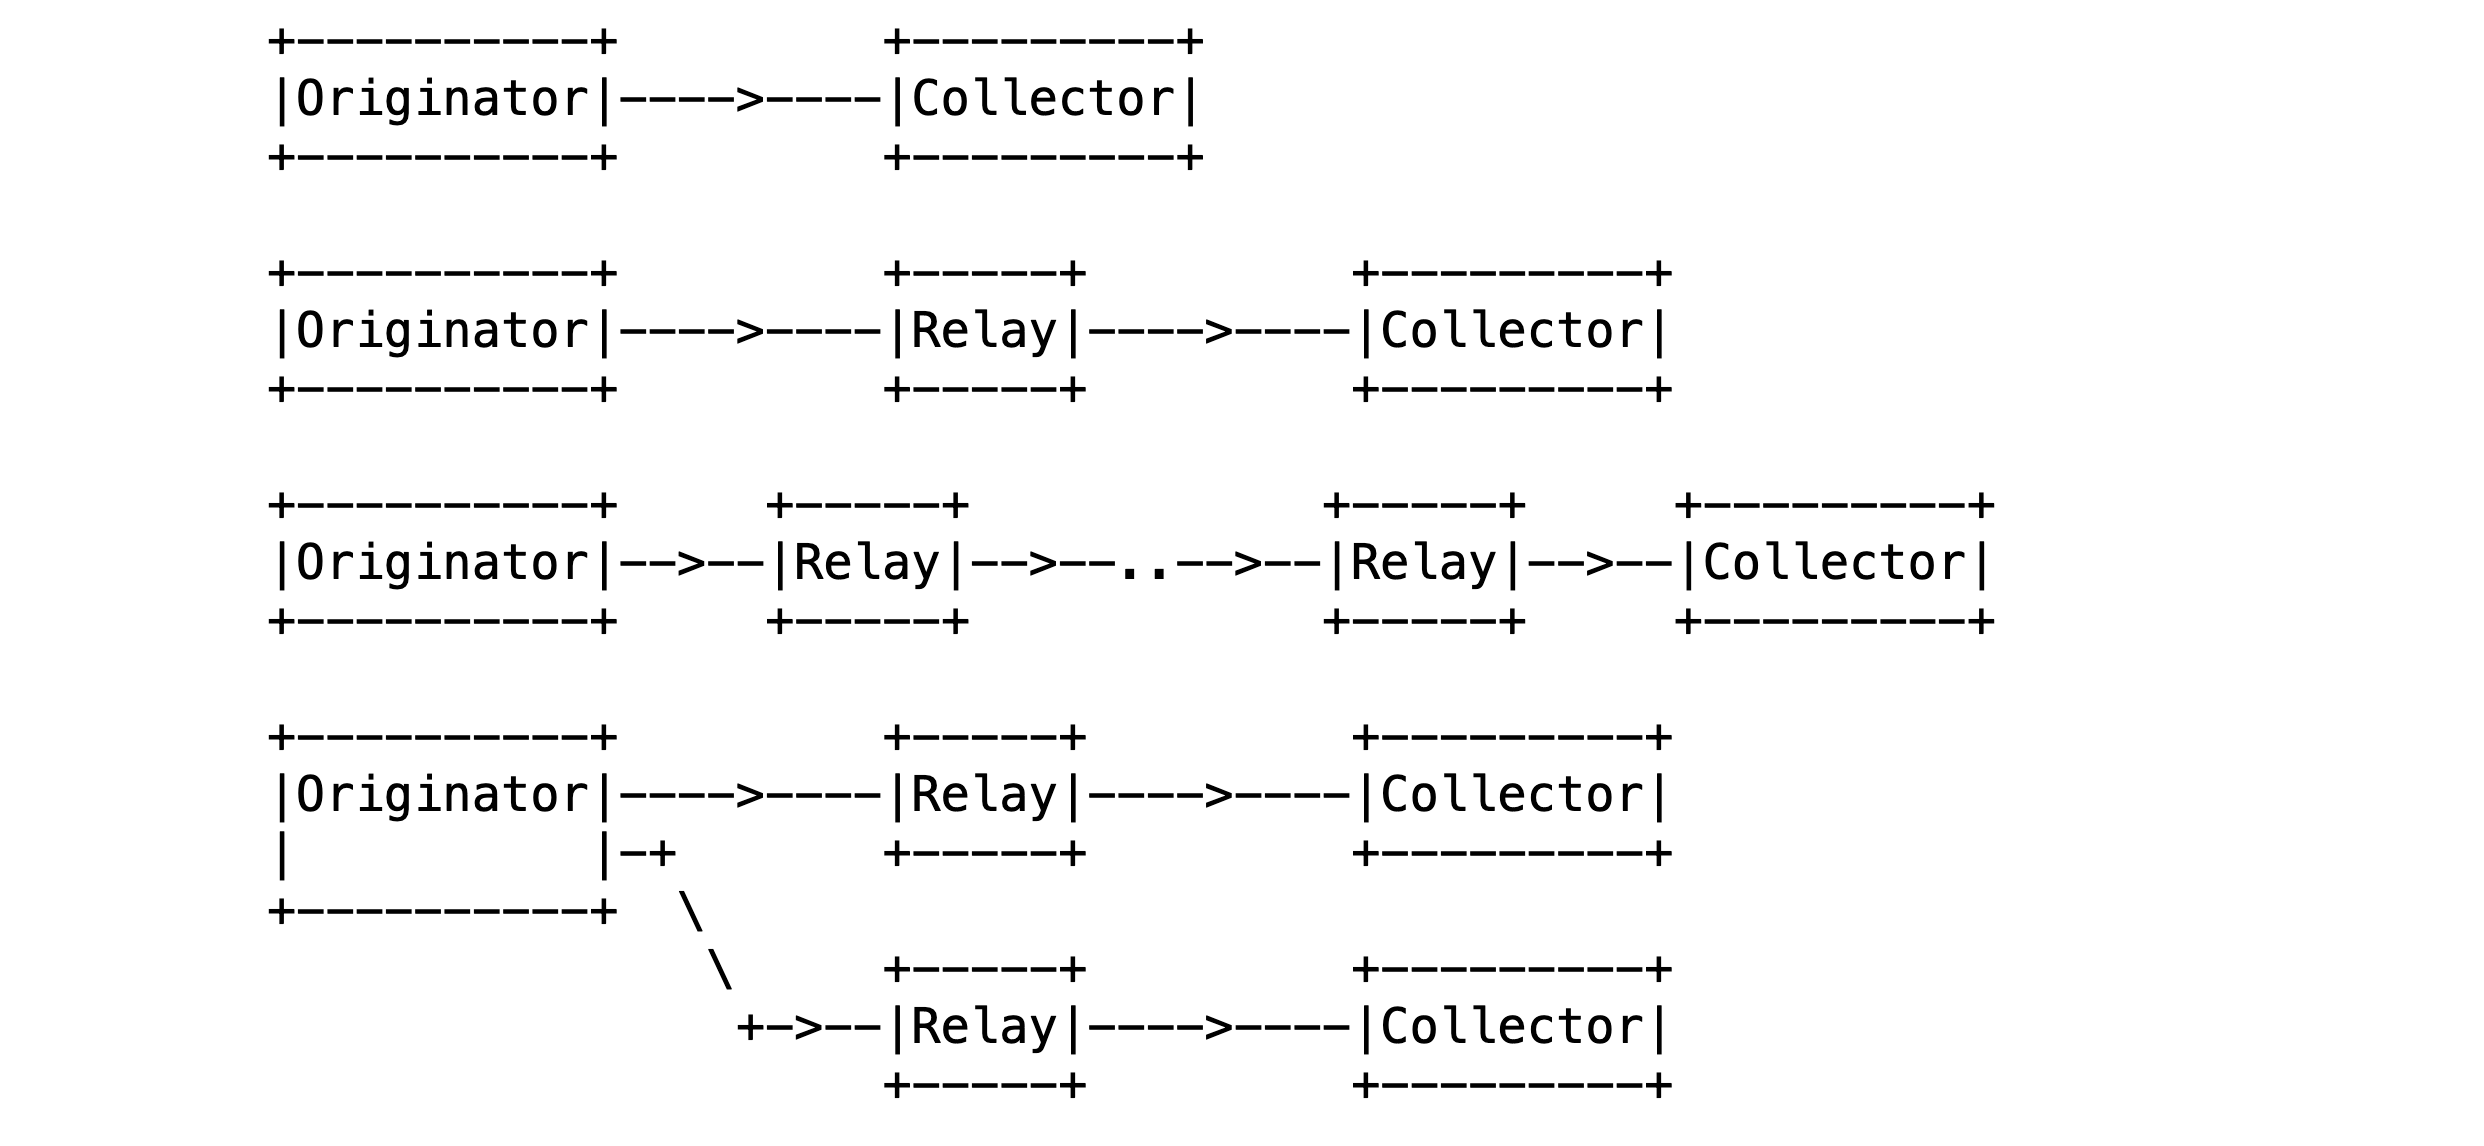 +----------+         +---------+
|Originator|---->----|Collector|
+----------+         +---------+

+----------+         +-----+         +---------+
|Originator|---->----|Relay|---->----|Collector|
+----------+         +-----+         +---------+

+----------+     +-----+            +-----+     +---------+
|Originator|-->--|Relay|-->--..-->--|Relay|-->--|Collector|
+----------+     +-----+            +-----+     +---------+

+----------+         +-----+         +---------+
|Originator|---->----|Relay|---->----|Collector|
|          |-+       +-----+         +---------+
+----------+  \
               \     +-----+         +---------+
                +->--|Relay|---->----|Collector|
                     +-----+         +---------+